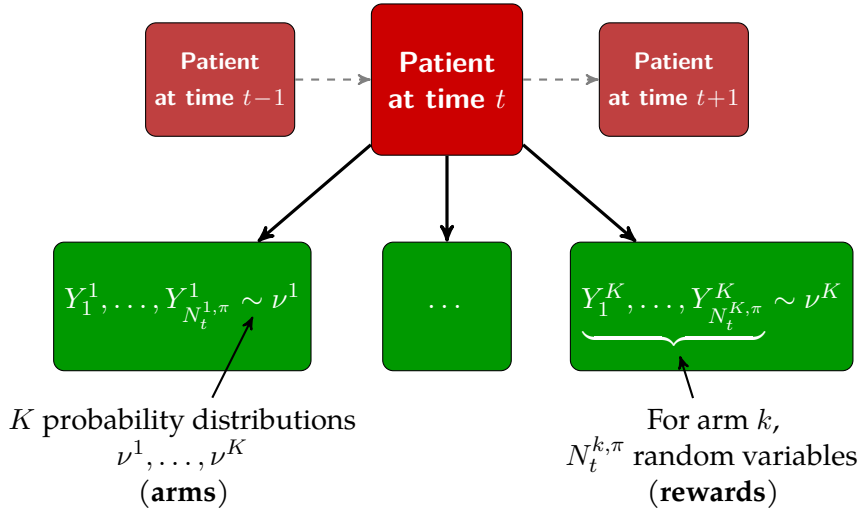 Patient
at time t−1
Patient
at time t
Patient
at time t+1
Y_1^1, …, Y_{N_t^{1,π}}^1 ∼ ν^1
…
Y_1^K, …, Y_{N_t^{K,π}}^K ∼ ν^K
K probability distributions
ν^1, …, ν^K
(arms)
For arm k,
N_t^{k,π} random variables
(rewards)